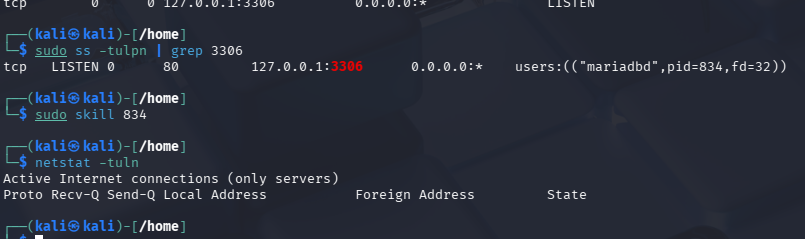 tcp 0 0 127.0.0.1:3306 0.0.0.0:* LISTEN
┌──(kali㉿kali)-[/home]
└─$ sudo ss -tulpn | grep 3306
tcp LISTEN 0 80 127.0.0.1:3306 0.0.0.0:* users:(("mariadbd",pid=834,fd=32))
┌──(kali㉿kali)-[/home]
└─$ sudo skill 834
┌──(kali㉿kali)-[/home]
└─$ netstat -tuln
Active Internet connections (only servers)
Proto Recv-Q Send-Q Local Address Foreign Address State
┌──(kali㉿kali)-[/home]
└─$